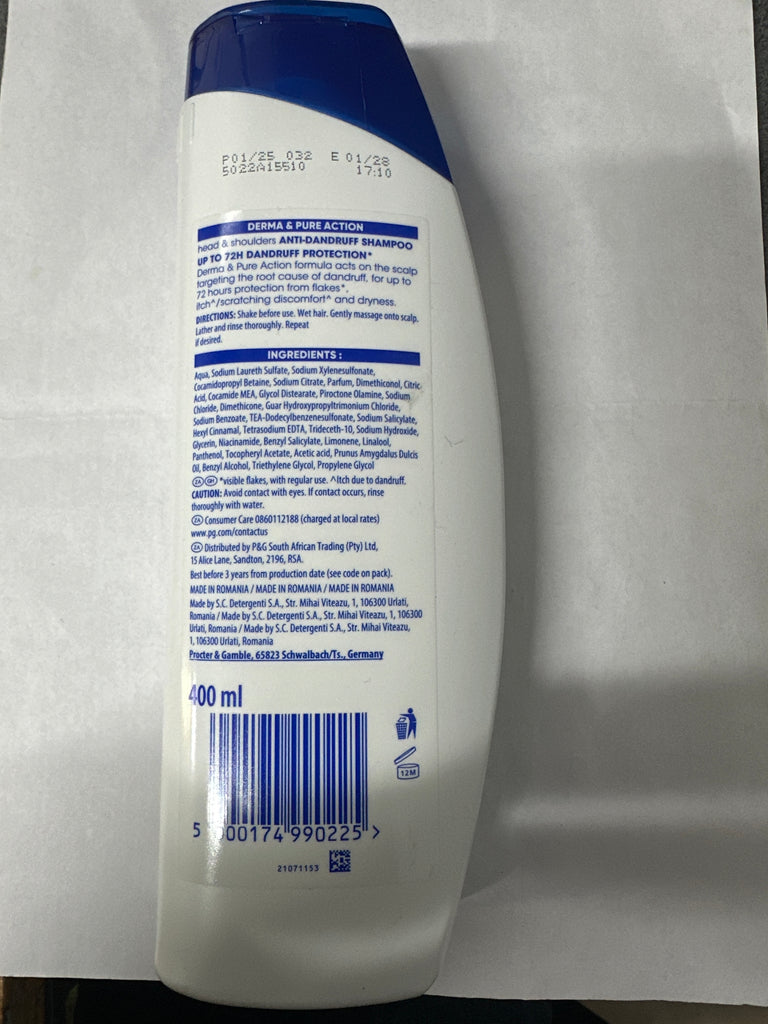 P01/25 032 E 01/28
5022A15510 17:10
DERMA & PURE ACTION
head & shoulders ANTI-DANDRUFF SHAMPOO
UP TO 72H DANDRUFF PROTECTION*
Derma & Pure Action formula acts on the scalp
targeting the root cause of dandruff, for up to
72 hours protection from flakes*,
itch^/scratching discomfort^ and dryness.
DIRECTIONS: Shake before use. Wet hair. Gently massage onto scalp.
Lather and rinse thoroughly. Repeat
if desired.
INGREDIENTS :
Aqua, Sodium Laureth Sulfate, Sodium Xylenesulfonate,
Cocamidopropyl Betaine, Sodium Citrate, Parfum, Dimethiconol, Citric
Acid, Cocamide MEA, Glycol Distearate, Piroctone Olamine, Sodium
Chloride, Dimethicone, Guar Hydroxypropyltrimonium Chloride,
Sodium Benzoate, TEA-Dodecylbenzenesulfonate, Sodium Salicylate,
Hexyl Cinnamal, Tetrasodium EDTA, Trideceth-10, Sodium Hydroxide,
Glycerin, Niacinamide, Benzyl Salicylate, Limonene, Linalool,
Panthenol, Tocopheryl Acetate, Acetic acid, Prunus Amygdalus Dulcis
Oil, Benzyl Alcohol, Triethylene Glycol, Propylene Glycol
ZA GH *visible flakes, with regular use. ^Itch due to dandruff.
CAUTION: Avoid contact with eyes. If contact occurs, rinse
thoroughly with water.
ZA Consumer Care 0860112188 (charged at local rates)
www.pg.com/contactus
ZA Distributed by P&G South African Trading (Pty) Ltd,
15 Alice Lane, Sandton, 2196, RSA.
Best before 3 years from production date (see code on pack).
MADE IN ROMANIA / MADE IN ROMANIA / MADE IN ROMANIA
Made by S.C. Detergenti S.A., Str. Mihai Viteazu, 1, 106300 Urlati,
Romania / Made by S.C. Detergenti S.A., Str. Mihai Viteazu, 1, 106300
Urlati, Romania / Made by S.C. Detergenti S.A., Str. Mihai Viteazu,
1, 106300 Urlati, Romania
Procter & Gamble, 65823 Schwalbach/Ts., Germany
400 ml
12M
5 000174 990225 >
21071153